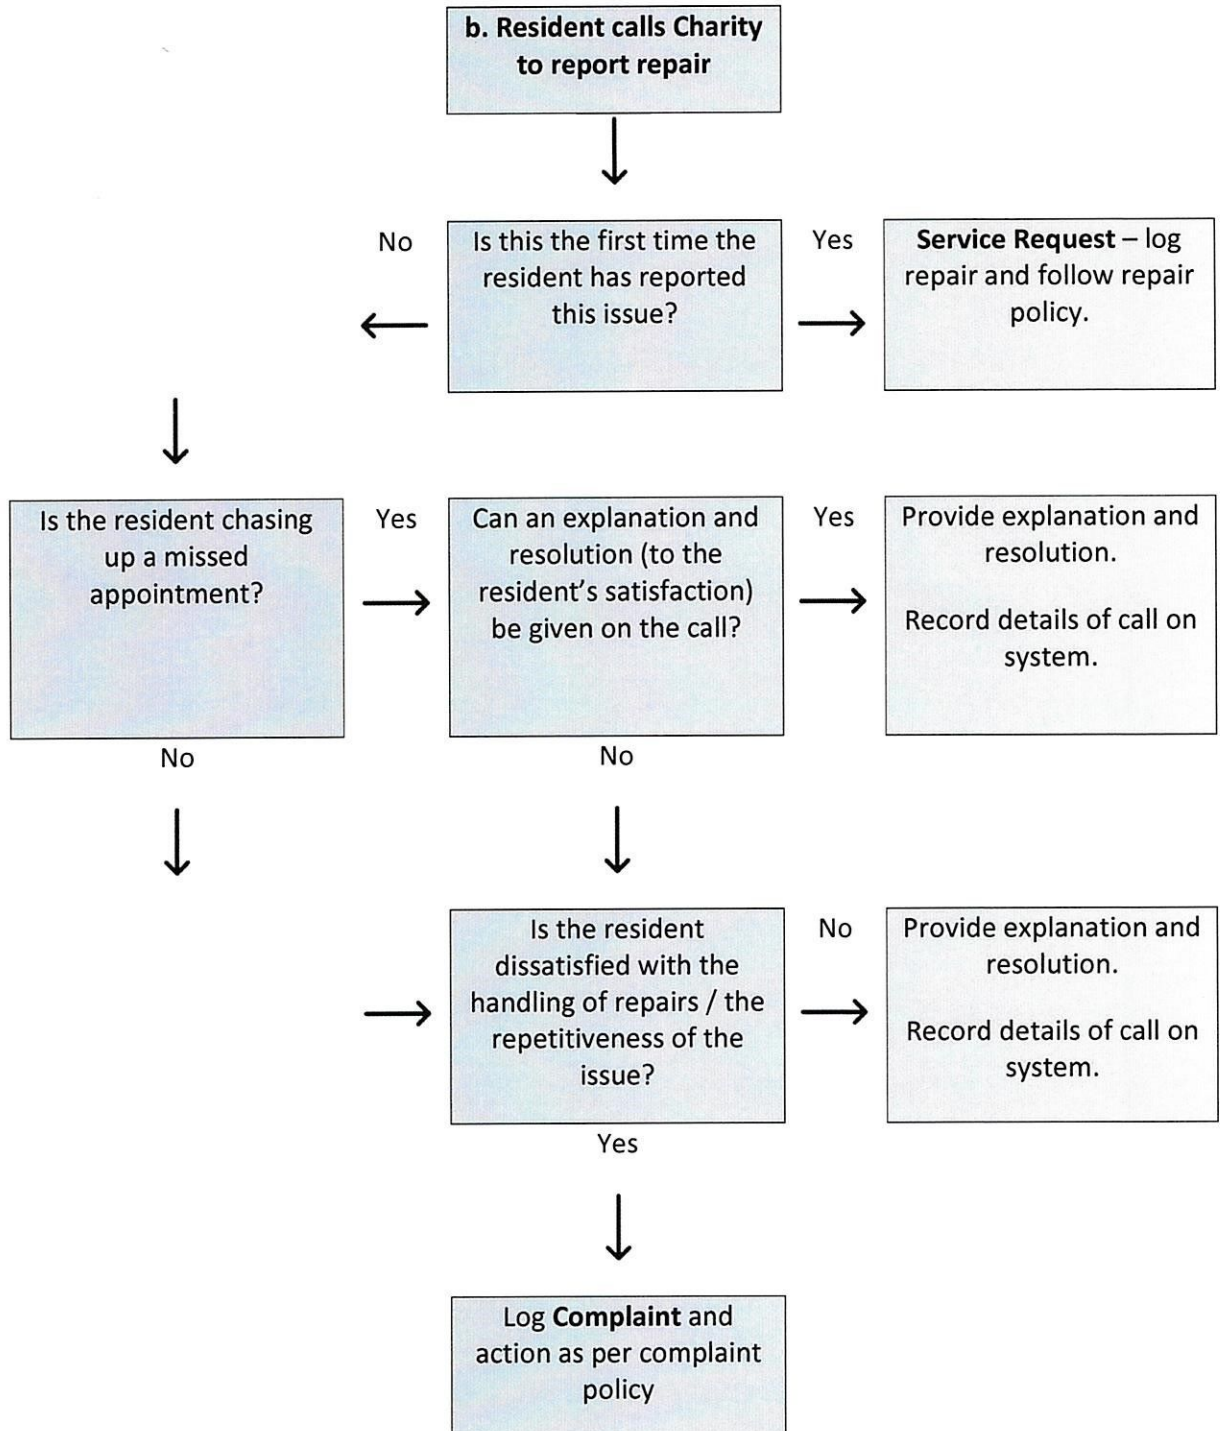 b. Resident calls Charity
to report repair
No
Is this the first time the
resident has reported
this issue?
Yes
Service Request – log
repair and follow repair
policy.
Is the resident chasing
up a missed
appointment?
Yes
Can an explanation and
resolution (to the
resident's satisfaction)
be given on the call?
Yes
Provide explanation and
resolution.
Record details of call on
system.
No
No
Is the resident
dissatisfied with the
handling of repairs / the
repetitiveness of the
issue?
No
Provide explanation and
resolution.
Record details of call on
system.
Yes
Log Complaint and
action as per complaint
policy